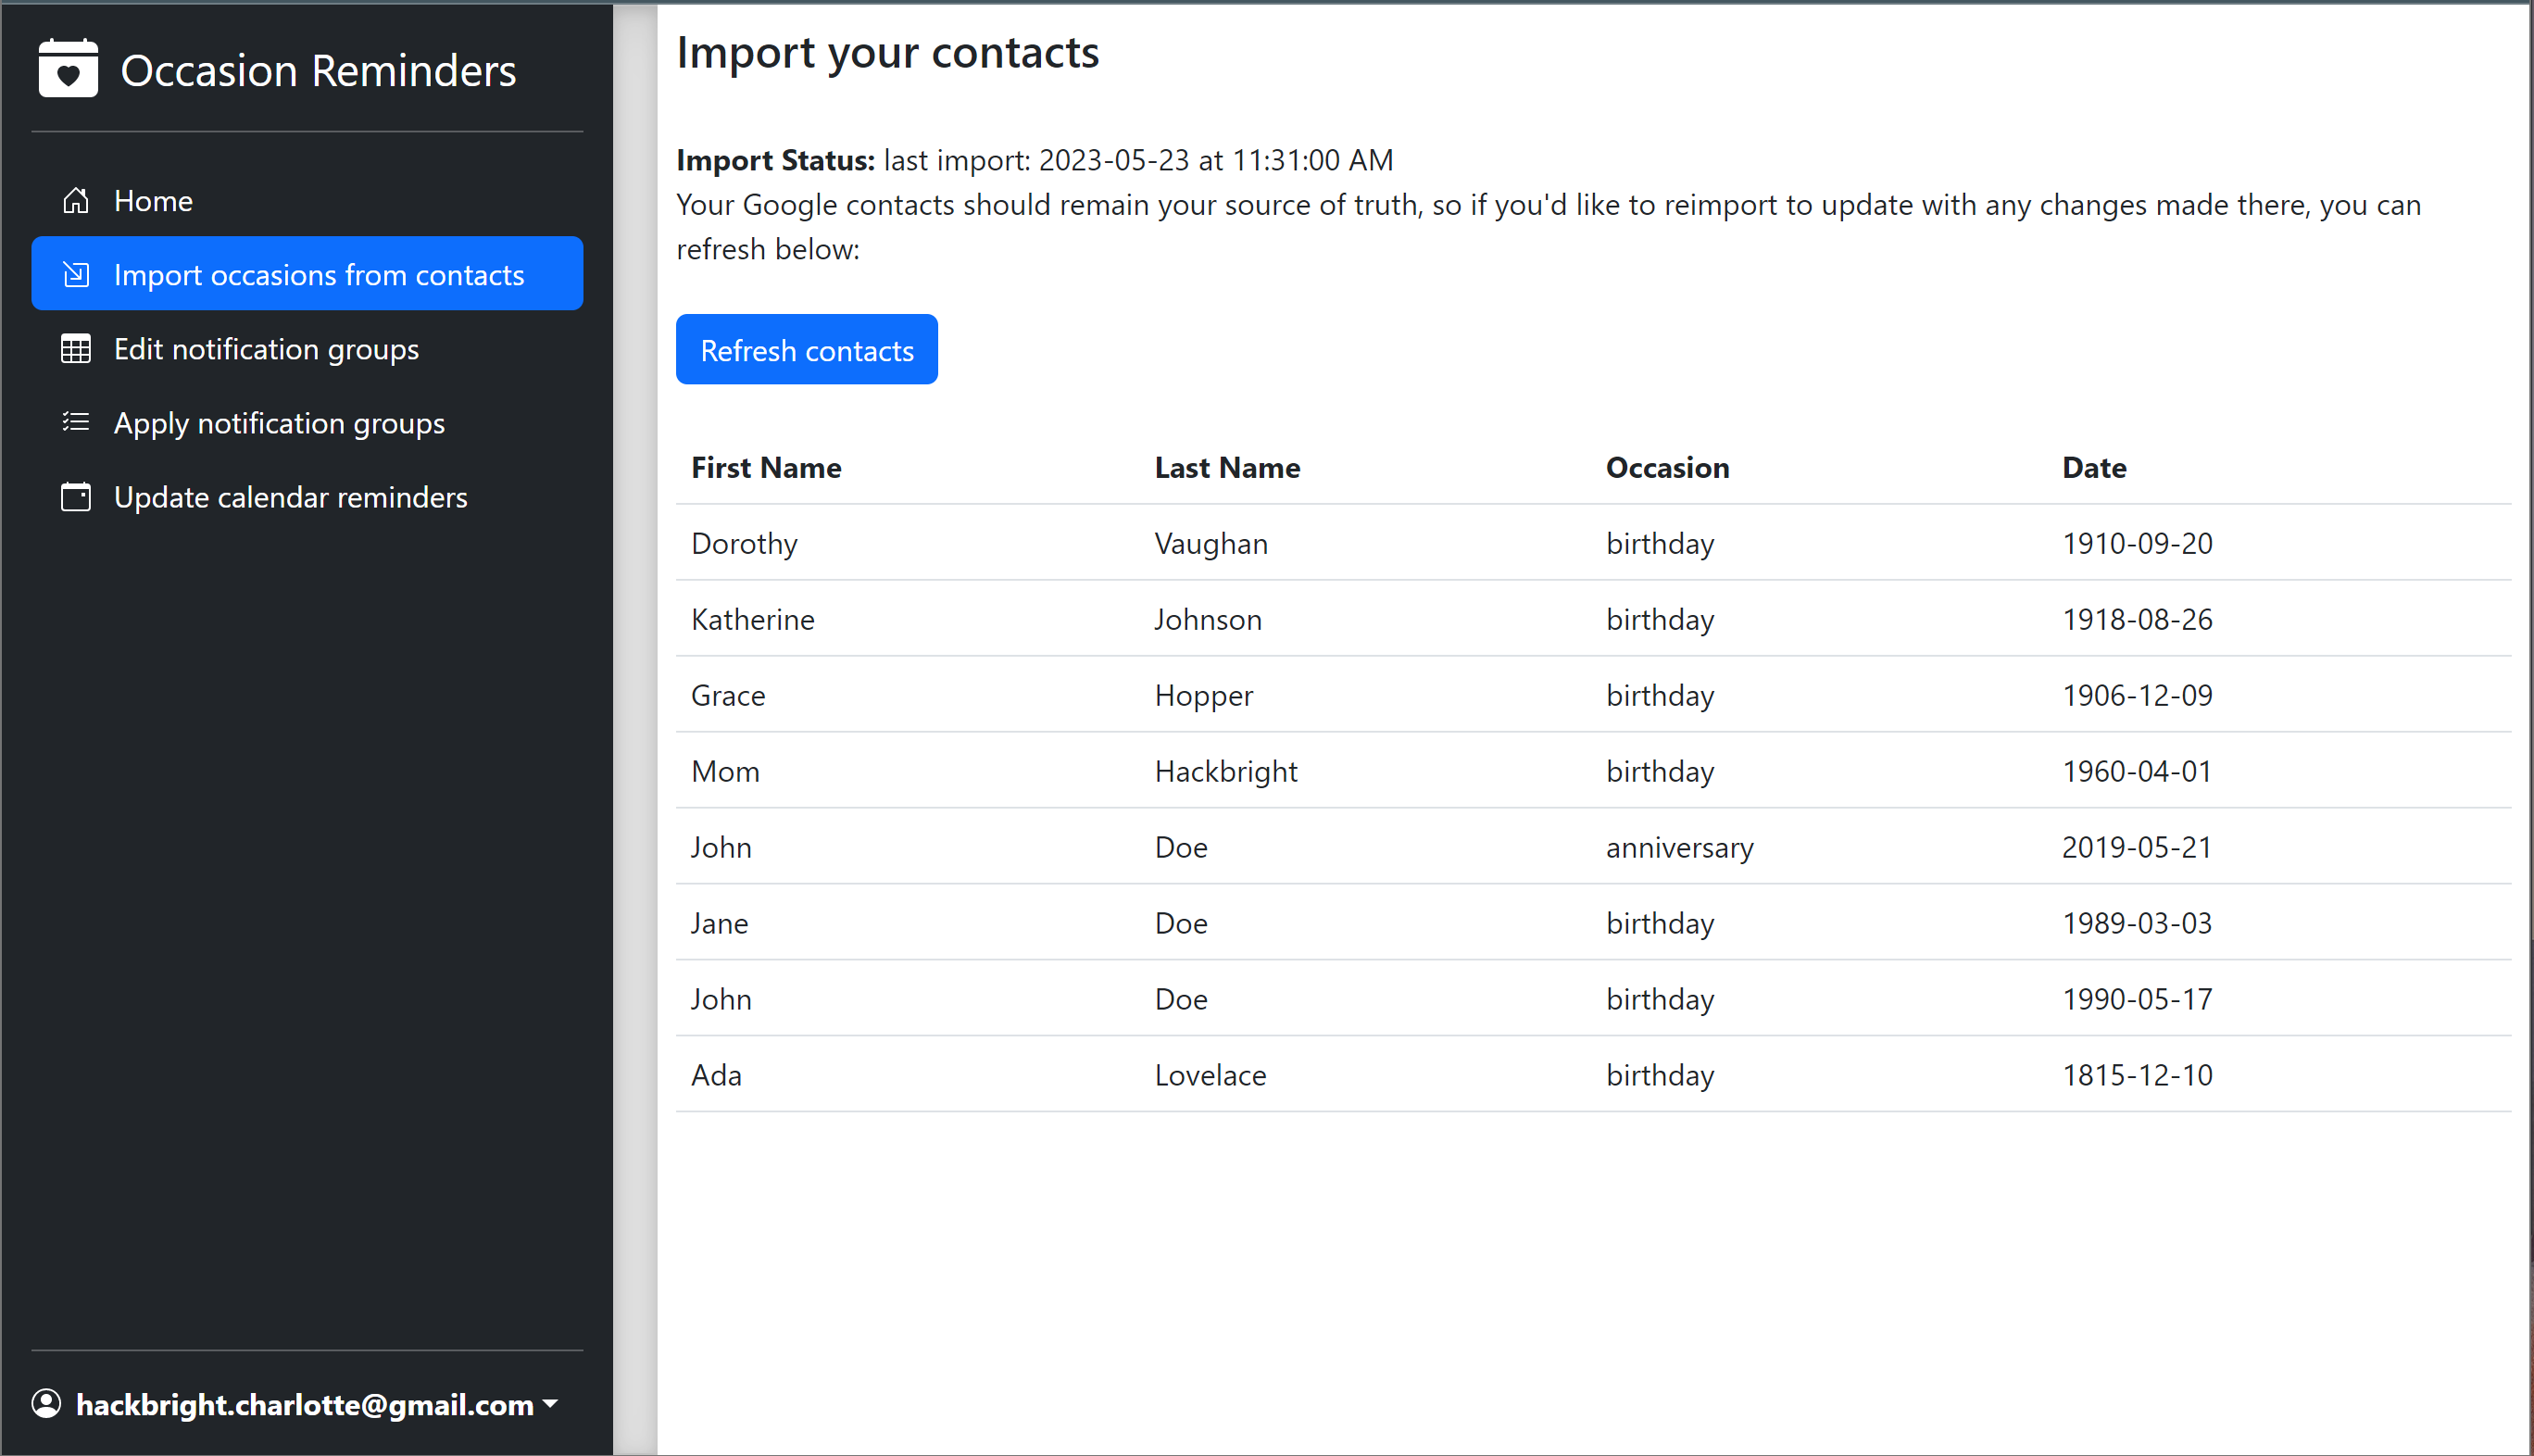 Occasion Reminders
Home
Import occasions from contacts
Edit notification groups
Apply notification groups
Update calendar reminders
hackbright.charlotte@gmail.com
Import your contacts
Import Status: last import: 2023-05-23 at 11:31:00 AM
Your Google contacts should remain your source of truth, so if you'd like to reimport to update with any changes made there, you can
refresh below:
Refresh contacts
First Name Last Name Occasion Date
Dorothy Vaughan birthday 1910-09-20
Katherine Johnson birthday 1918-08-26
Grace Hopper birthday 1906-12-09
Mom Hackbright birthday 1960-04-01
John Doe anniversary 2019-05-21
Jane Doe birthday 1989-03-03
John Doe birthday 1990-05-17
Ada Lovelace birthday 1815-12-10